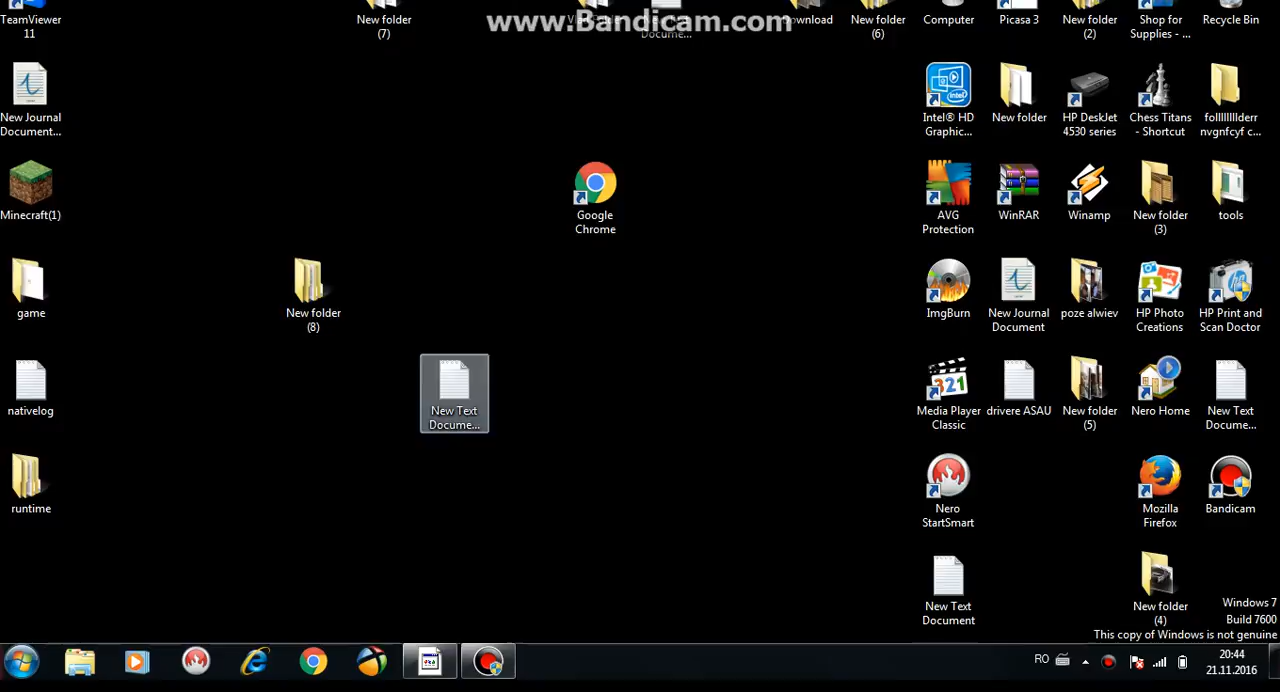 www.Bandicam.com
TeamViewer
11
New folder
(7)
Docume...
Download
New folder
(6)
Computer
Picasa 3
New folder
(2)
Shop for
Supplies - ...
Recycle Bin
New Journal
Document...
Intel® HD
Graphic...
New folder
HP DeskJet
4530 series
Chess Titans
- Shortcut
folllllllderr
nvgnfcyf c...
Minecraft(1)
Google
Chrome
AVG
Protection
WinRAR
Winamp
New folder
(3)
tools
game
New folder
(8)
ImgBurn
New Journal
Document
poze alwiev
HP Photo
Creations
HP Print and
Scan Doctor
nativelog
New Text
Docume...
Media Player
Classic
drivere ASAU
New folder
(5)
Nero Home
New Text
Docume...
runtime
Nero
StartSmart
Mozilla
Firefox
Bandicam
New Text
Document
New folder
(4)
Windows 7
Build 7600
This copy of Windows is not genuine
RO
20:44
21.11.2016